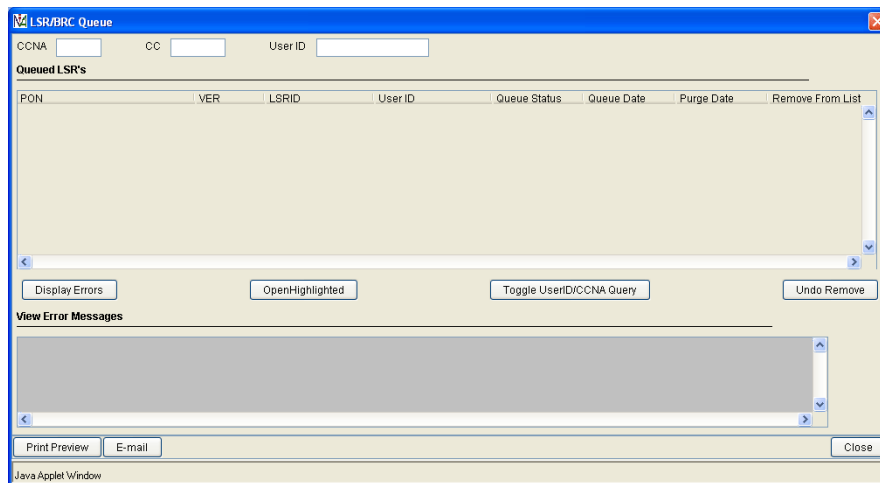 LSR/BRC Queue
CCNA CC User ID
Queued LSR's
PON VER LSRID User ID Queue Status Queue Date Purge Date Remove From List
Display Errors OpenHighlighted Toggle UserID/CCNA Query Undo Remove
View Error Messages
Print Preview E-mail Close
Java Applet Window